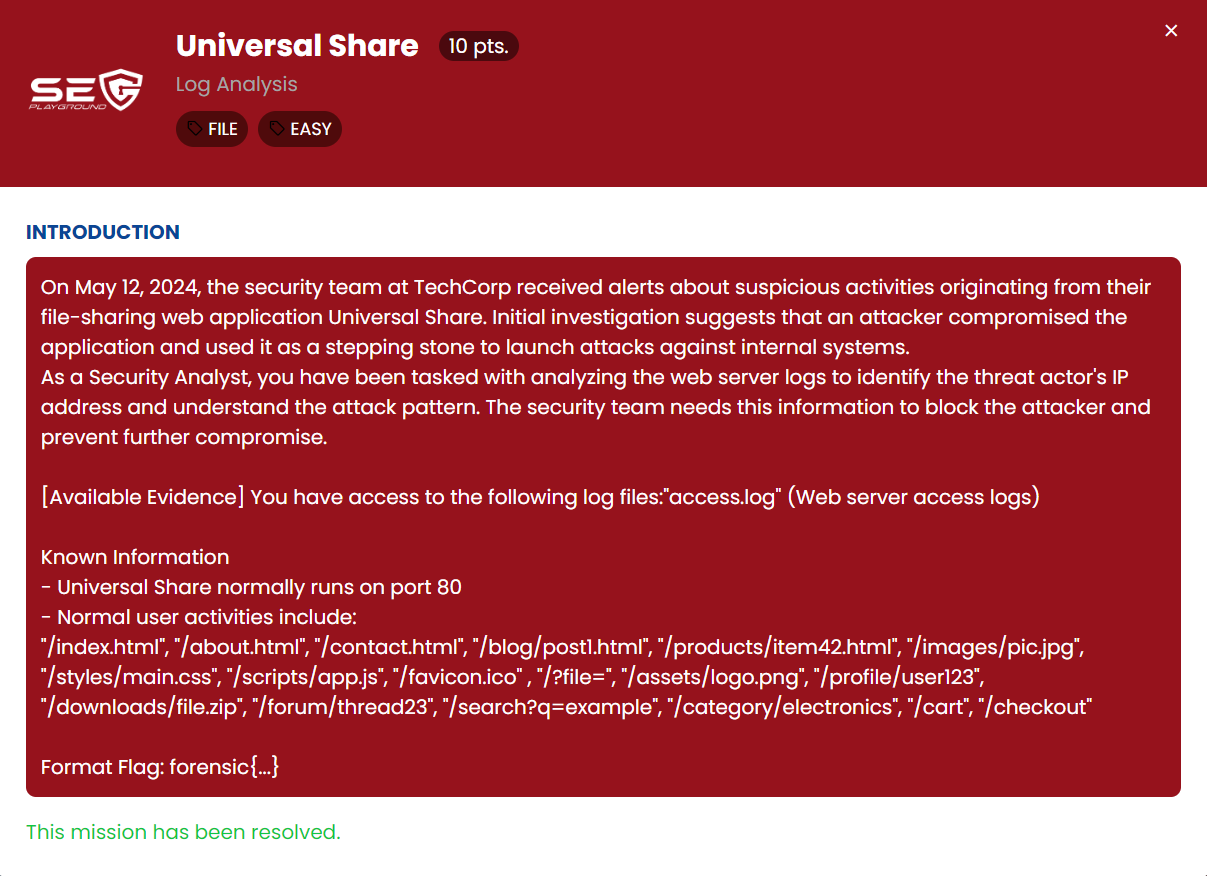 Universal Share 10 pts.
Log Analysis
SEC
PLAYGROUND
FILE EASY
INTRODUCTION
On May 12, 2024, the security team at TechCorp received alerts about suspicious activities originating from their
file-sharing web application Universal Share. Initial investigation suggests that an attacker compromised the
application and used it as a stepping stone to launch attacks against internal systems.
As a Security Analyst, you have been tasked with analyzing the web server logs to identify the threat actor's IP
address and understand the attack pattern. The security team needs this information to block the attacker and
prevent further compromise.
[Available Evidence] You have access to the following log files:"access.log" (Web server access logs)
Known Information
- Universal Share normally runs on port 80
- Normal user activities include:
"/index.html", "/about.html", "/contact.html", "/blog/post1.html", "/products/item42.html", "/images/pic.jpg",
"/styles/main.css", "/scripts/app.js", "/favicon.ico" , "/?file=", "/assets/logo.png", "/profile/user123",
"/downloads/file.zip", "/forum/thread23", "/search?q=example", "/category/electronics", "/cart", "/checkout"
Format Flag: forensic{...}
This mission has been resolved.